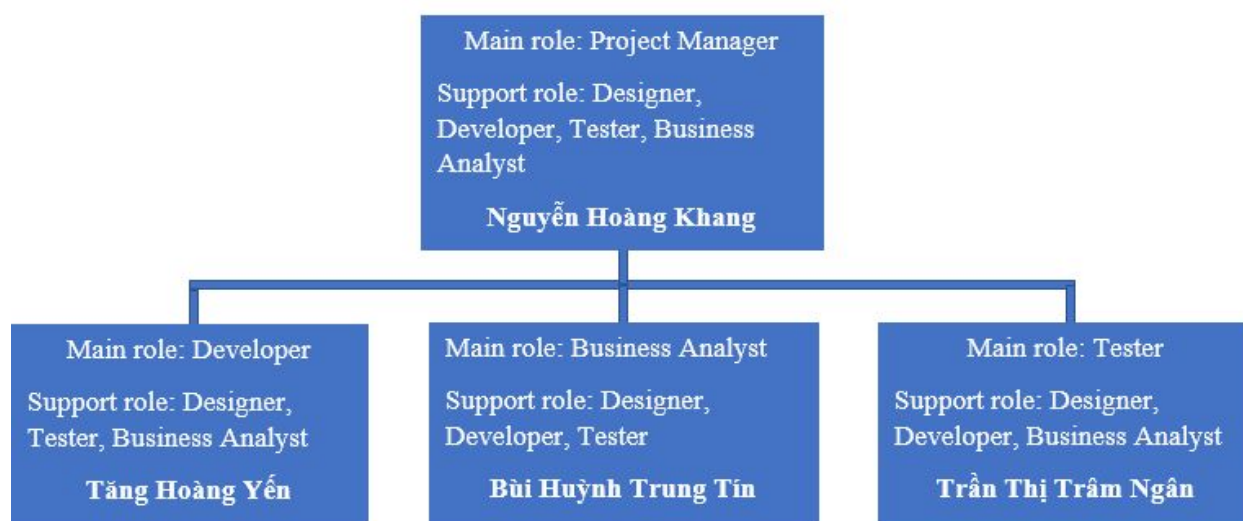 Main role: Project Manager
Support role: Designer,
Developer, Tester, Business
Analyst
Nguyễn Hoàng Khang
Main role: Developer
Support role: Designer,
Tester, Business Analyst
Tăng Hoàng Yến
Main role: Business Analyst
Support role: Designer,
Developer, Tester
Bùi Huỳnh Trung Tín
Main role: Tester
Support role: Designer,
Developer, Business Analyst
Trần Thị Trâm Ngân